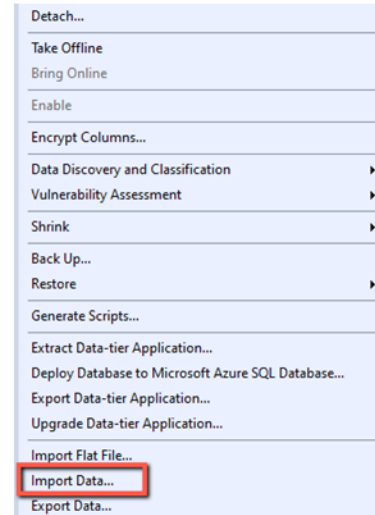 Detach...
Take Offline
Bring Online
Enable
Encrypt Columns...
Data Discovery and Classification
Vulnerability Assessment
Shrink
Back Up...
Restore
Generate Scripts...
Extract Data-tier Application...
Deploy Database to Microsoft Azure SQL Database...
Export Data-tier Application...
Upgrade Data-tier Application...
Import Flat File...
Import Data...
Export Data...